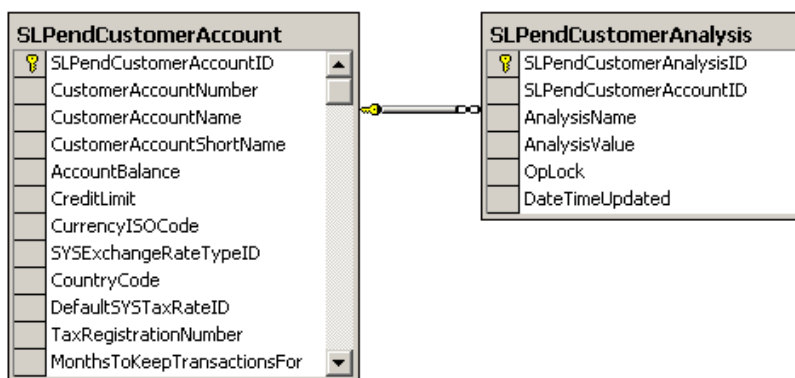 SLPendCustomerAccount
SLPendCustomerAccountID
CustomerAccountNumber
CustomerAccountName
CustomerAccountShortName
AccountBalance
CreditLimit
CurrencyISOCode
SYSExchangeRateTypeID
CountryCode
DefaultSYSTaxRateID
TaxRegistrationNumber
MonthsToKeepTransactionsFor
SLPendCustomerAnalysis
SLPendCustomerAnalysisID
SLPendCustomerAccountID
AnalysisName
AnalysisValue
OpLock
DateTimeUpdated